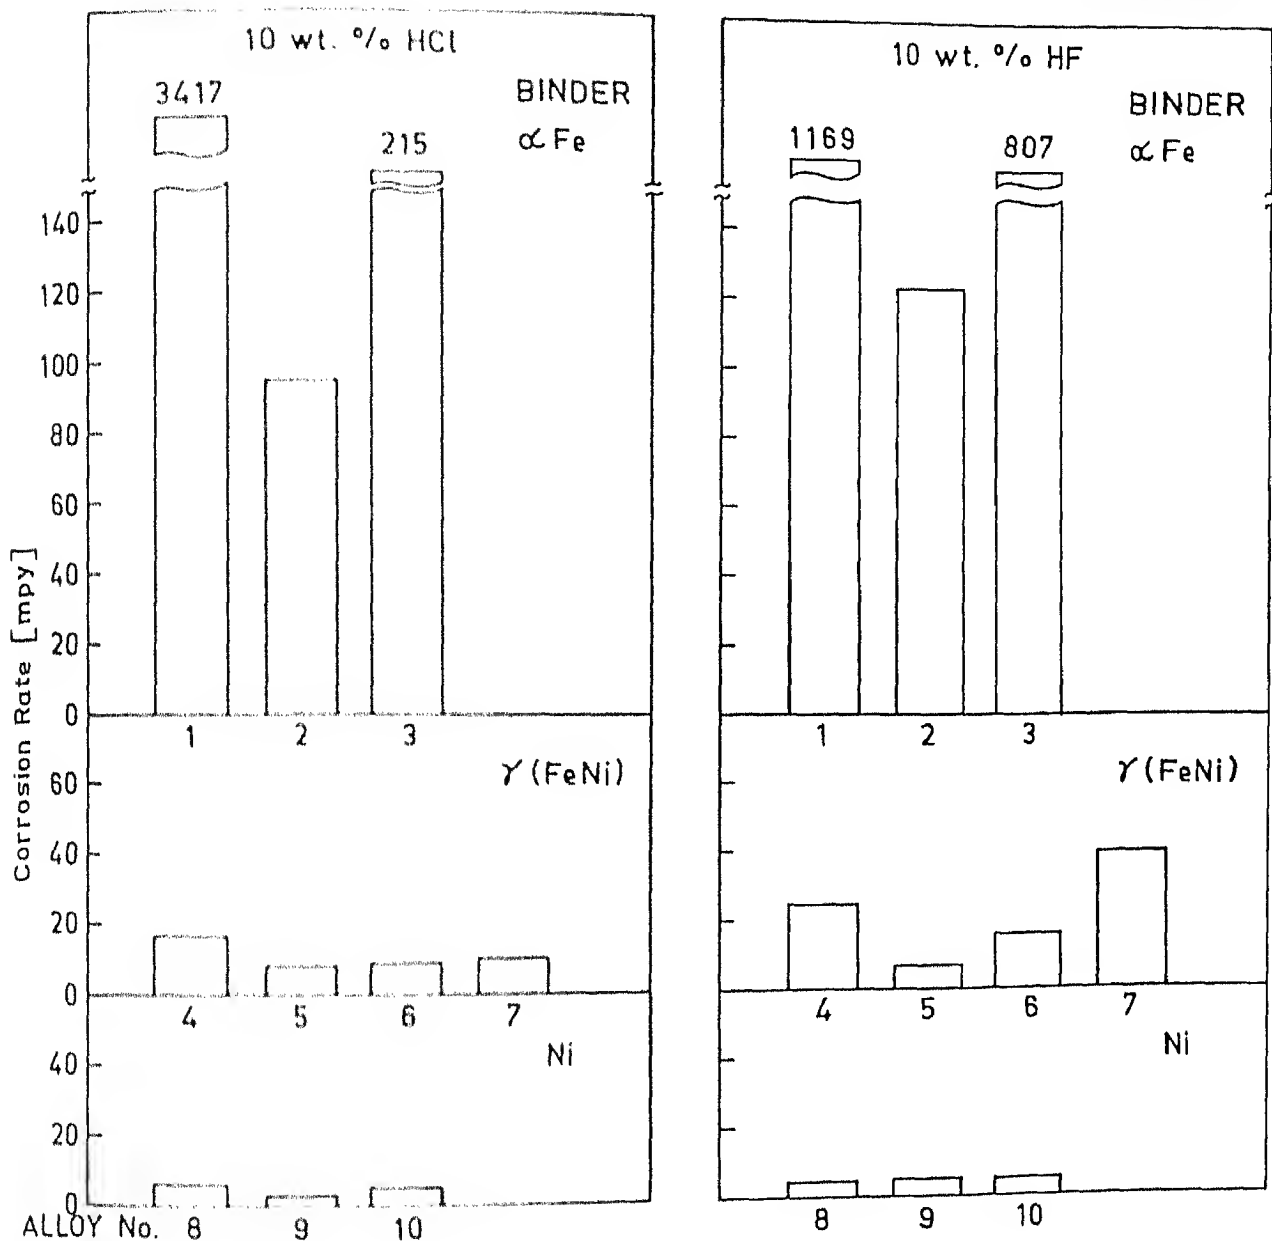 10 wt. % HCl
3417
BINDER
215
α Fe
140
120
100
80
60
40
20
0
1 2 3
γ (FeNi)
60
40
20
0
4 5 6 7
Ni
40
20
0
ALLOY No. 8 9 10
Corrosion Rate [mpy]
10 wt. % HF
BINDER
1169
807
α Fe
1 2 3
γ (FeNi)
4 5 6 7
Ni
8 9 10